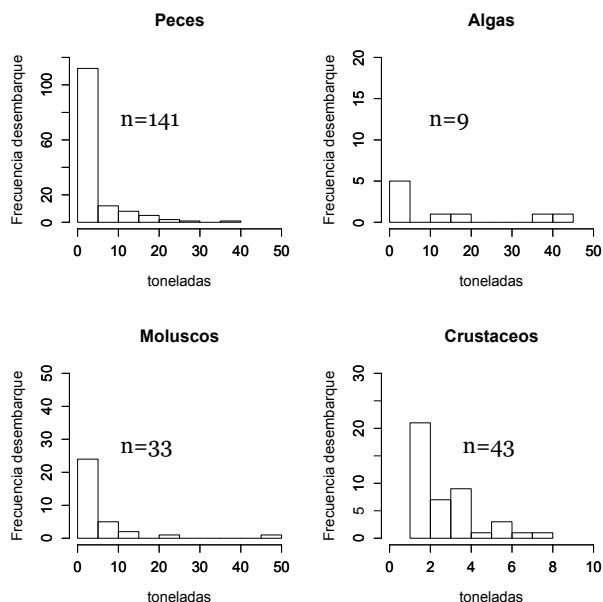 Peces
Frecuencia desembarque
0 20 60 100
n=141
0 10 20 30 40 50
toneladas
Algas
Frecuencia desembarque
0 5 10 15 20
n=9
0 10 20 30 40 50
toneladas
Moluscos
Frecuencia desembarque
0 10 20 30 40 50
n=33
0 10 20 30 40 50
toneladas
Crustaceos
Frecuencia desembarque
0 5 10 20 30
n=43
0 2 4 6 8 10
toneladas